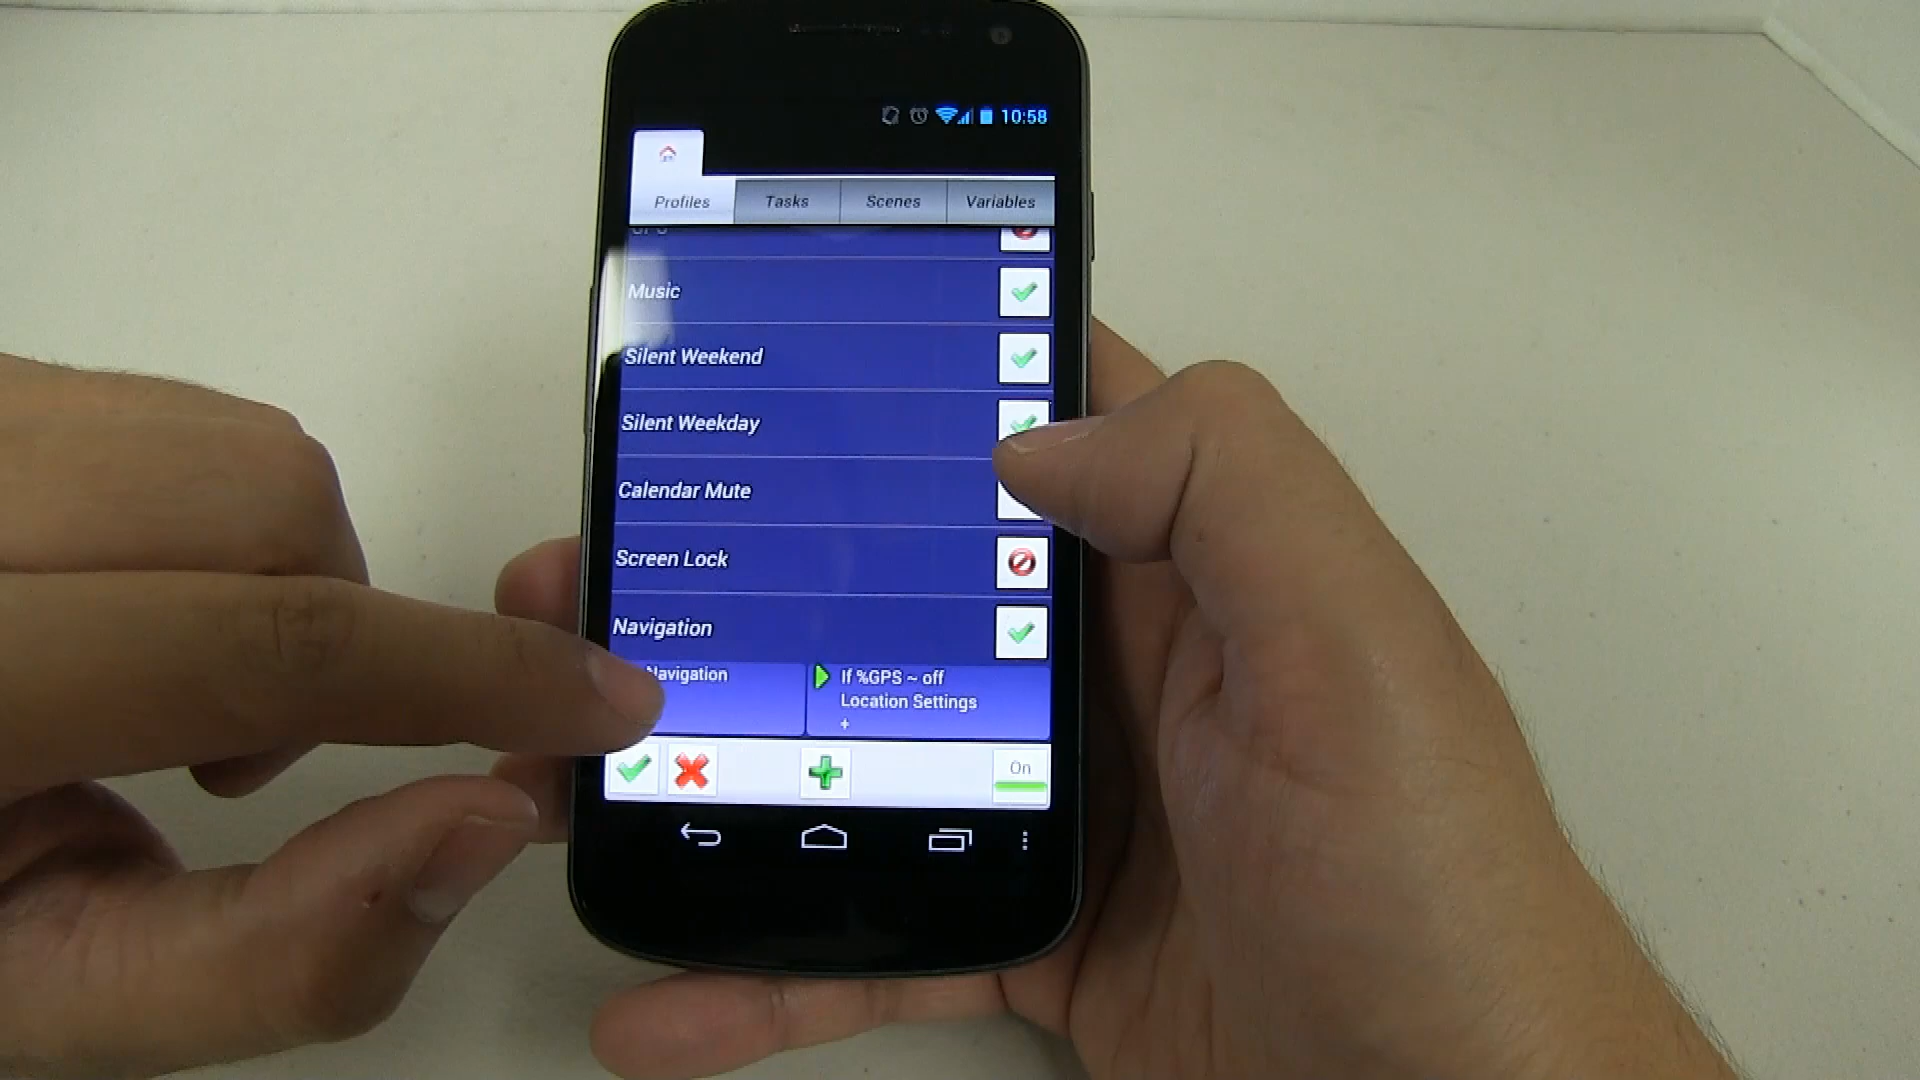 10:58
Profiles Tasks Scenes Variables
Music
Silent Weekend
Silent Weekday
Calendar Mute
Screen Lock
Navigation
Navigation
If %GPS ~ off
Location Settings
+
On